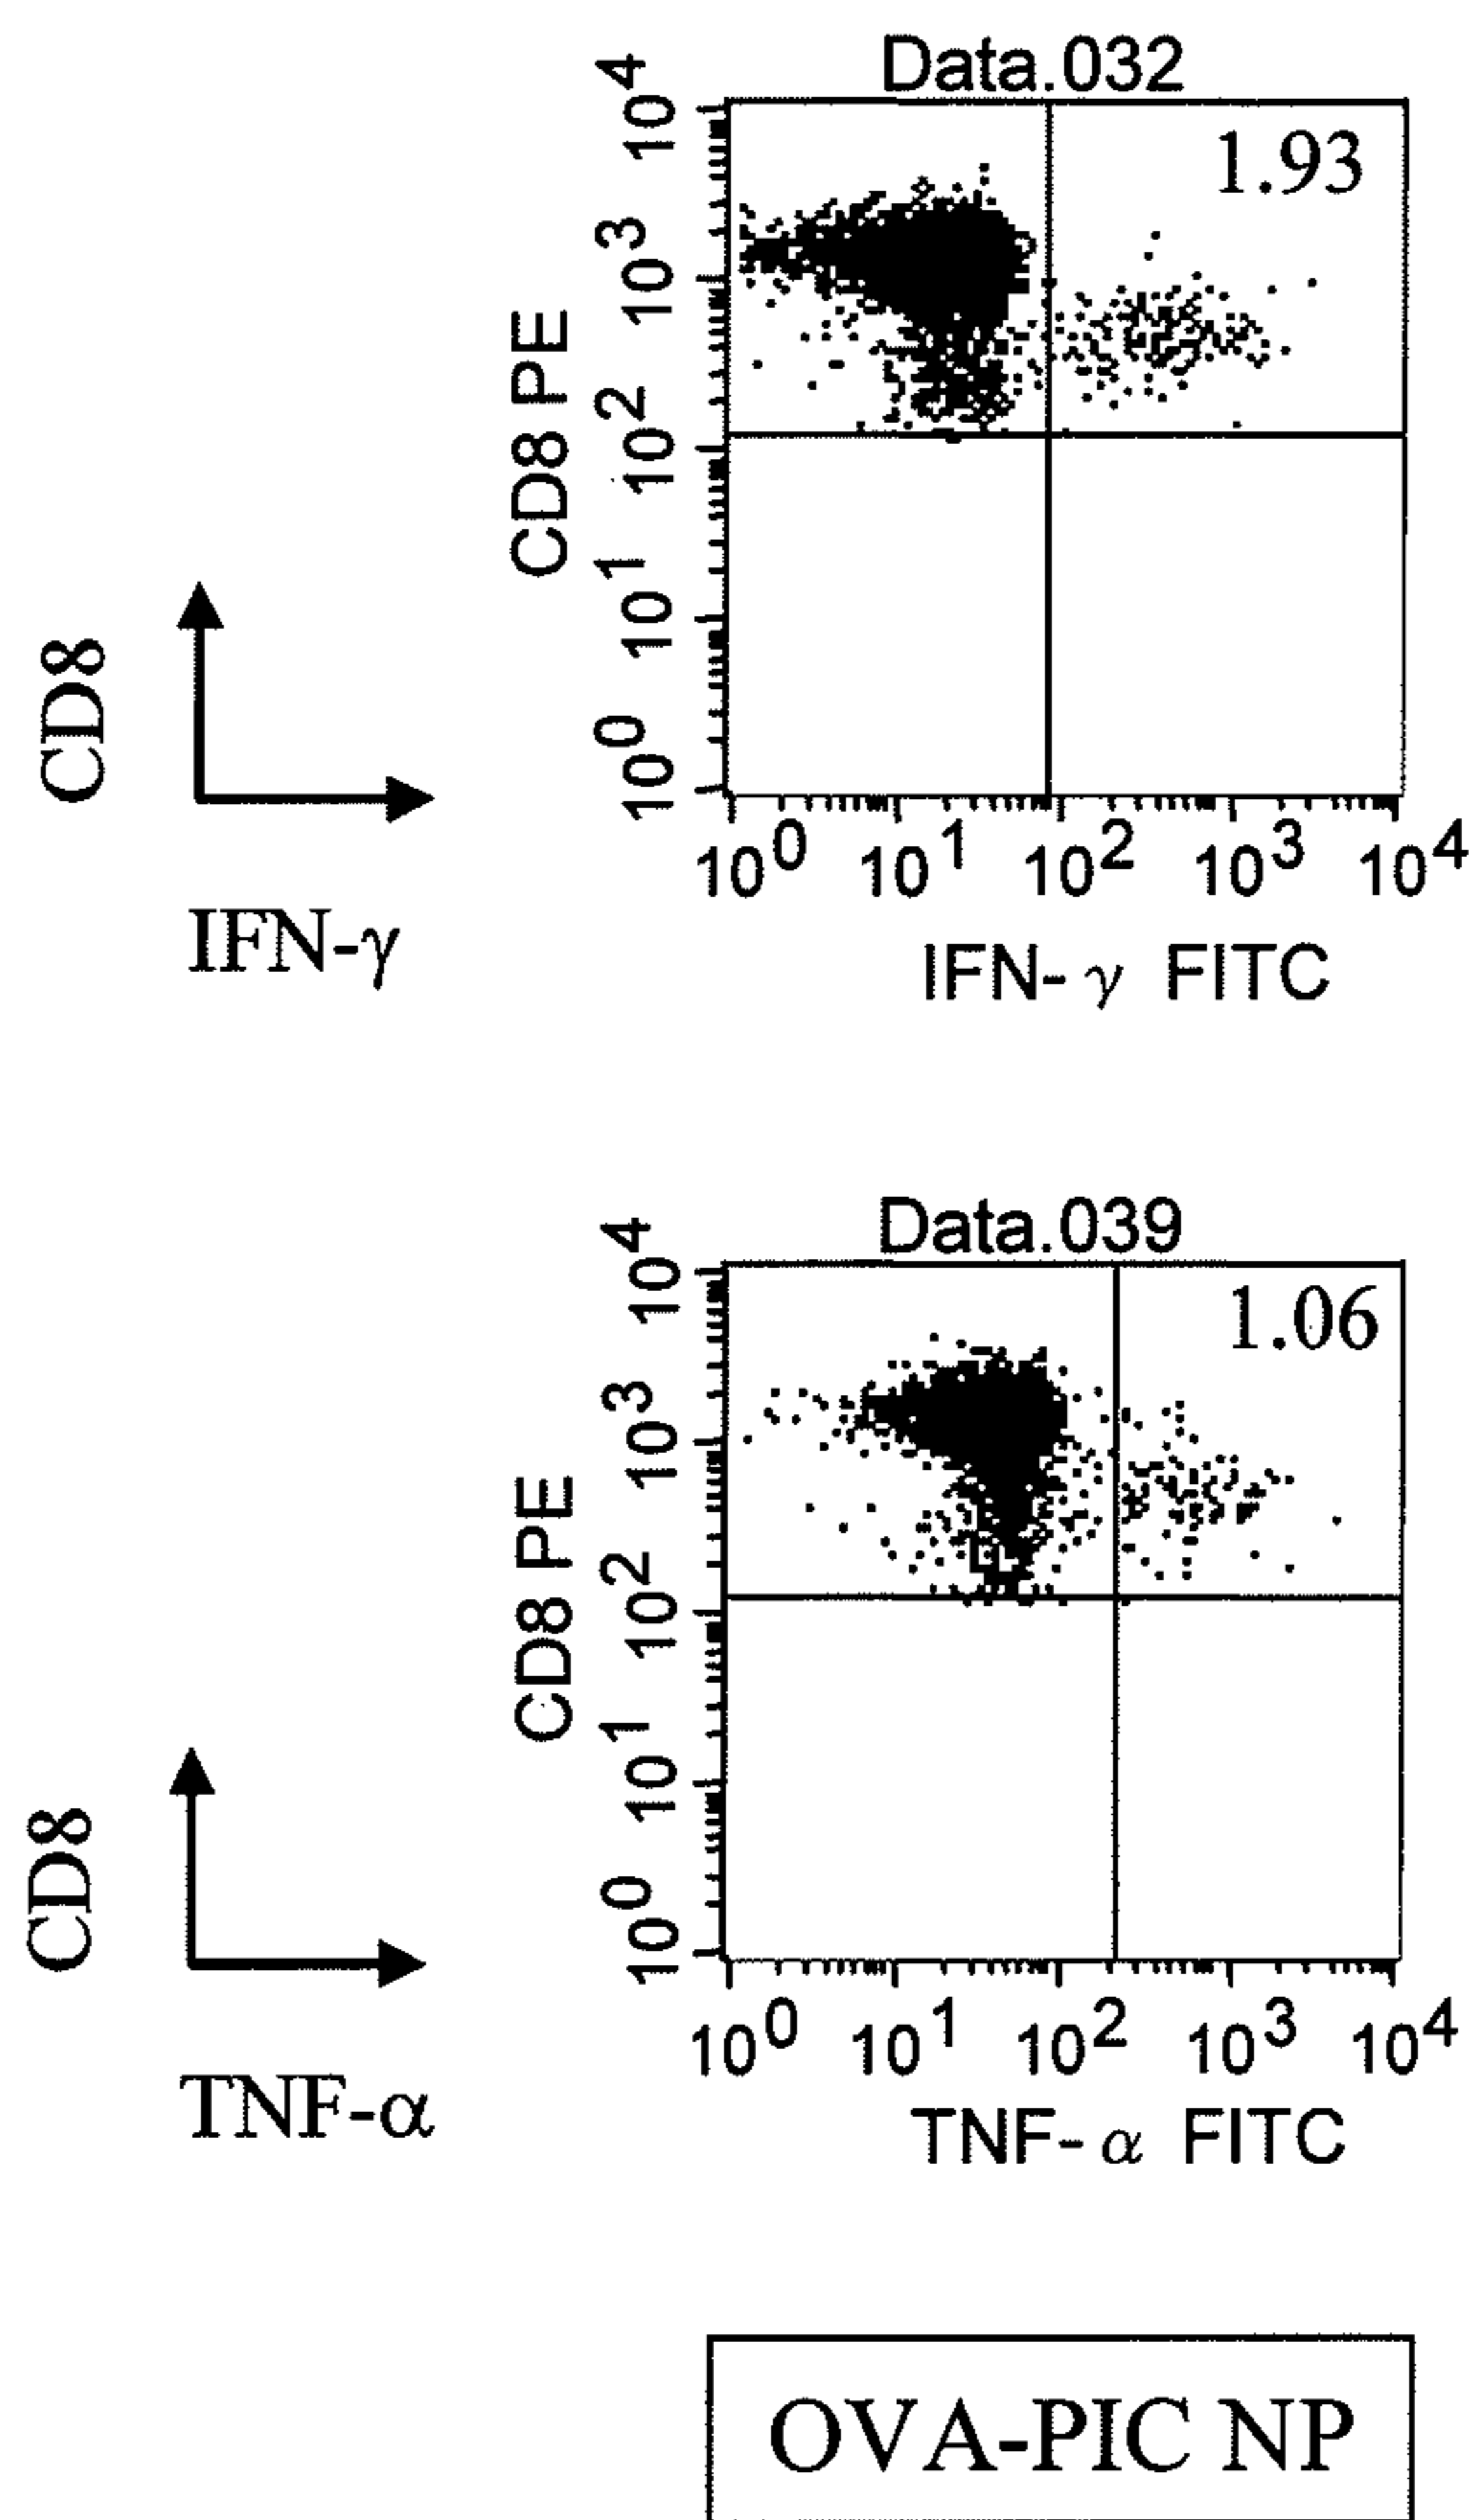 Data.032
1.93
10^4
10^3
10^2
10^1
10^0
CD8 PE
CD8
IFN-γ
10^0 10^1 10^2 10^3 10^4
IFN- γ FITC
Data.039
1.06
10^4
10^3
10^2
10^1
10^0
CD8 PE
CD8
TNF-α
10^0 10^1 10^2 10^3 10^4
TNF- α FITC
OVA-PIC NP